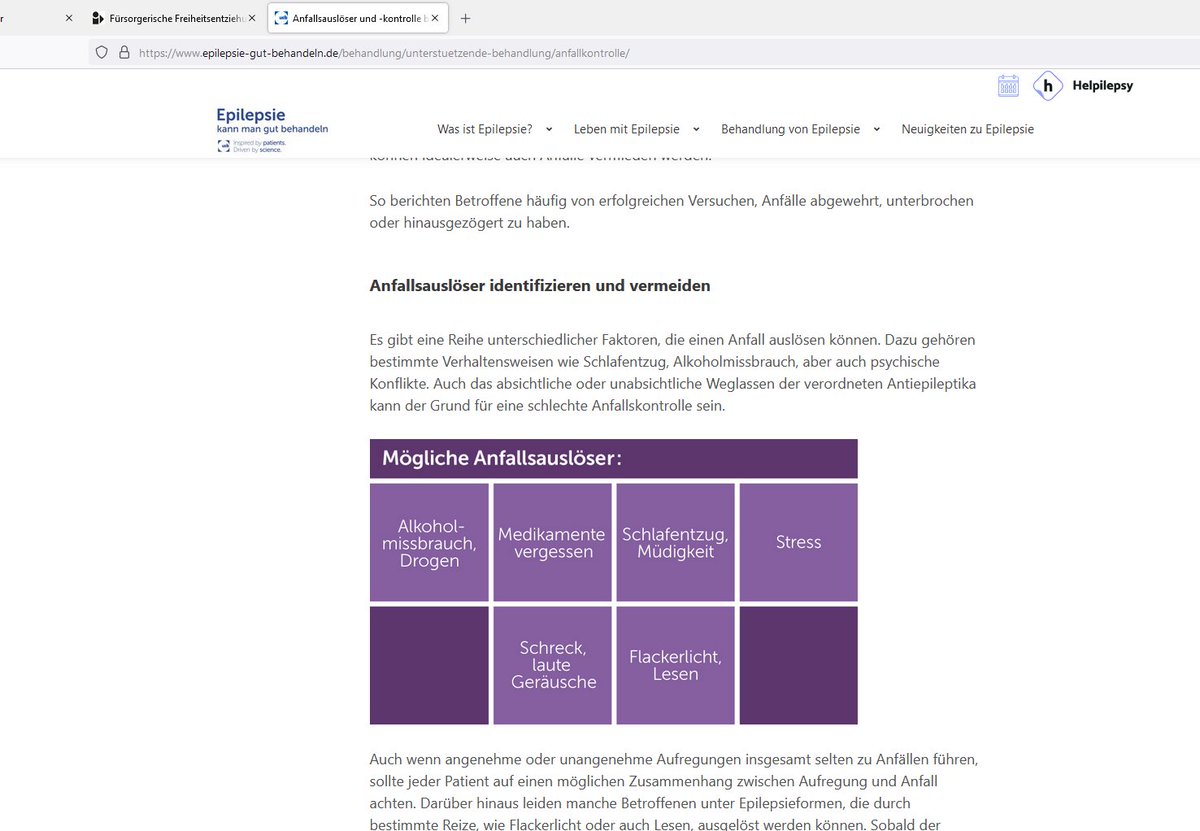 r
Fürsorgerische Freiheitsentzieh
Anfallsauslöser und -kontrolle
https://www.epilepsie-gut-behandeln.de/behandlung/unterstuetzende-behandlung/anfallkontrolle/
h Helpilepsy
Epilepsie
kann man gut behandeln
Inspired by patients.
Driven by science.
Was ist Epilepsie? Leben mit Epilepsie Behandlung von Epilepsie Neuigkeiten zu Epilepsie
können idealerweise auch Anfälle vermieden werden.
So berichten Betroffene häufig von erfolgreichen Versuchen, Anfälle abgewehrt, unterbrochen
oder hinausgezögert zu haben.
Anfallsauslöser identifizieren und vermeiden
Es gibt eine Reihe unterschiedlicher Faktoren, die einen Anfall auslösen können. Dazu gehören
bestimmte Verhaltensweisen wie Schlafentzug, Alkoholmissbrauch, aber auch psychische
Konflikte. Auch das absichtliche oder unabsichtliche Weglassen der verordneten Antiepileptika
kann der Grund für eine schlechte Anfallskontrolle sein.
Mögliche Anfallsauslöser:
Alkohol-
missbrauch,
Drogen
Medikamente
vergessen
Schlafentzug,
Müdigkeit
Stress
Schreck,
laute
Geräusche
Flackerlicht,
Lesen
Auch wenn angenehme oder unangenehme Aufregungen insgesamt selten zu Anfällen führen,
sollte jeder Patient auf einen möglichen Zusammenhang zwischen Aufregung und Anfall
achten. Darüber hinaus leiden manche Betroffenen unter Epilepsieformen, die durch
bestimmte Reize, wie Flackerlicht oder auch Lesen, ausgelöst werden können. Sobald der